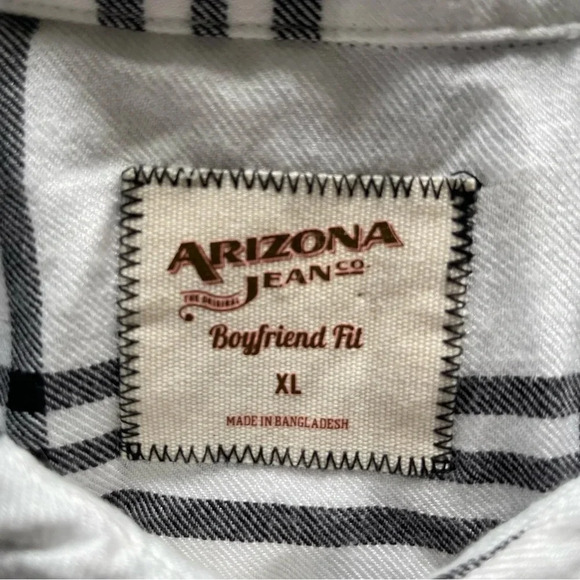 ARIZONA
JEAN CO.
THE ORIGINAL
Boyfriend Fit
XL
MADE IN BANGLADESH